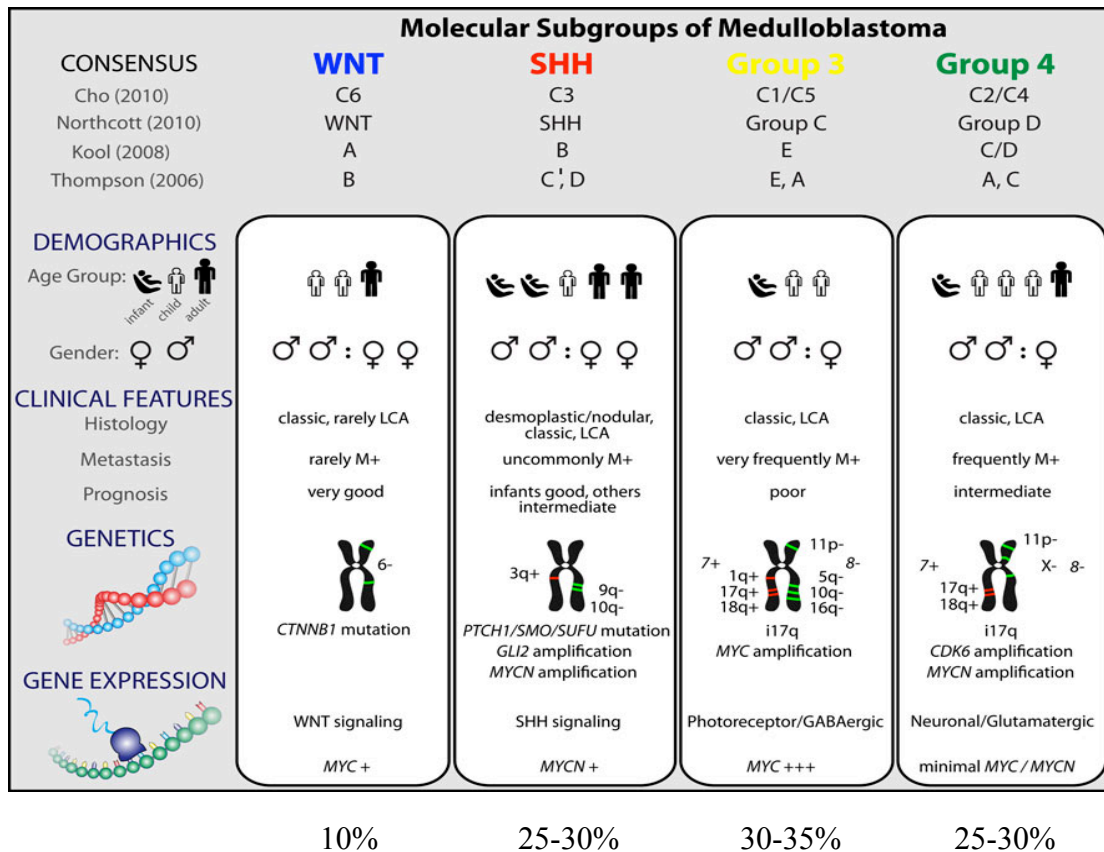 Molecular Subgroups of Medulloblastoma
CONSENSUS WNT SHH Group 3 Group 4
Cho (2010) C6 C3 C1/C5 C2/C4
Northcott (2010) WNT SHH Group C Group D
Kool (2008) A B E C/D
Thompson (2006) B C¦, D E, A A, C
DEMOGRAPHICS
Age Group:
infant child adult
Gender: ♀ ♂ ♂ ♂ : ♀ ♀ ♂ ♂ : ♀ ♀ ♂ ♂ : ♀ ♂ ♂ : ♀
CLINICAL FEATURES
Histology classic, rarely LCA desmoplastic/nodular, classic, LCA classic, LCA
classic, LCA
Metastasis rarely M+ uncommonly M+ very frequently M+ frequently M+
Prognosis very good infants good, others poor intermediate
intermediate
GENETICS
6-
CTNNB1 mutation
3q+
9q-
10q-
PTCH1/SMO/SUFU mutation
GLI2 amplification
MYCN amplification
11p-
7+ 8-
1q+ 5q-
17q+ 10q-
18q+ 16q-
i17q
MYC amplification
11p-
7+ X- 8-
17q+
18q+
i17q
CDK6 amplification
MYCN amplification
GENE EXPRESSION
WNT signaling SHH signaling Photoreceptor/GABAergic Neuronal/Glutamatergic
MYC + MYCN + MYC +++ minimal MYC / MYCN
10% 25-30% 30-35% 25-30%